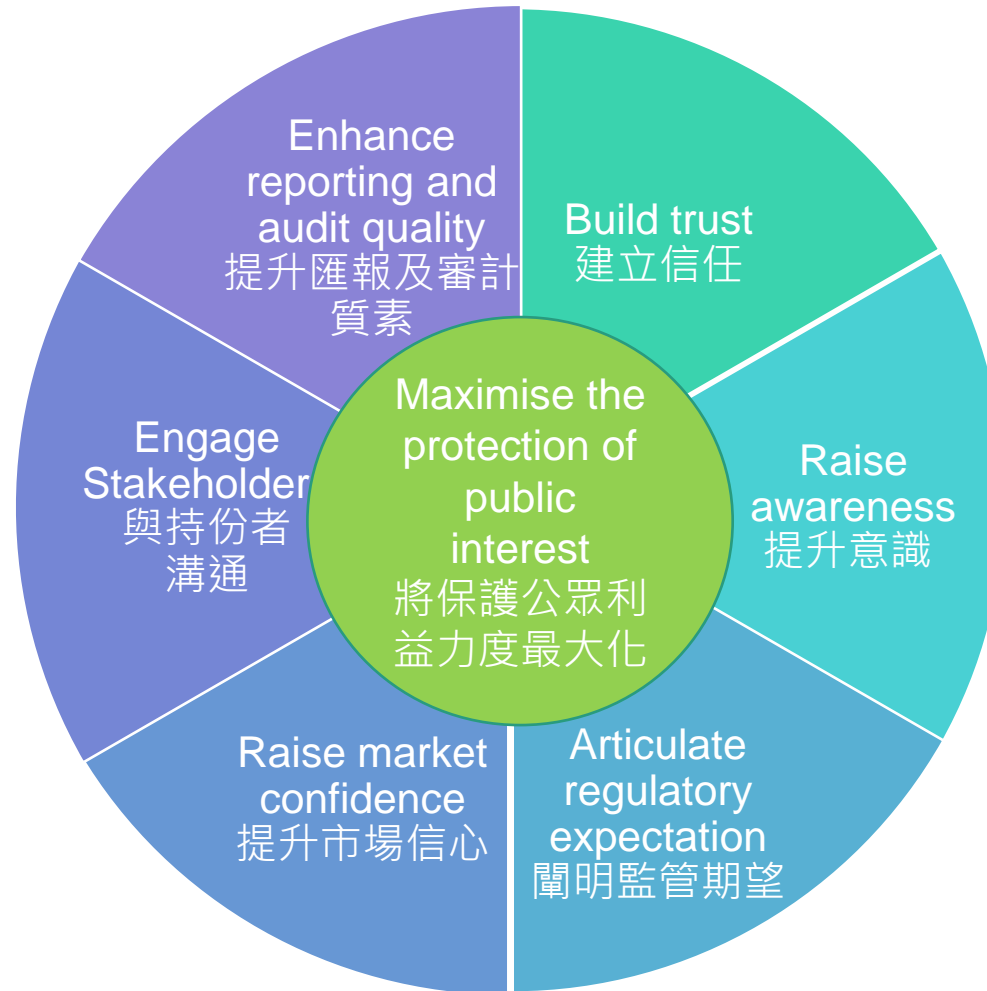 Enhance
reporting and
audit quality
提升匯報及審計
質素
Build trust
建立信任
Raise
awareness
提升意識
Articulate
regulatory
expectation
闡明監管期望
Raise market
confidence
提升市場信心
Engage
Stakeholder
與持份者
溝通
Maximise the
protection of
public
interest
將保護公眾利
益力度最大化